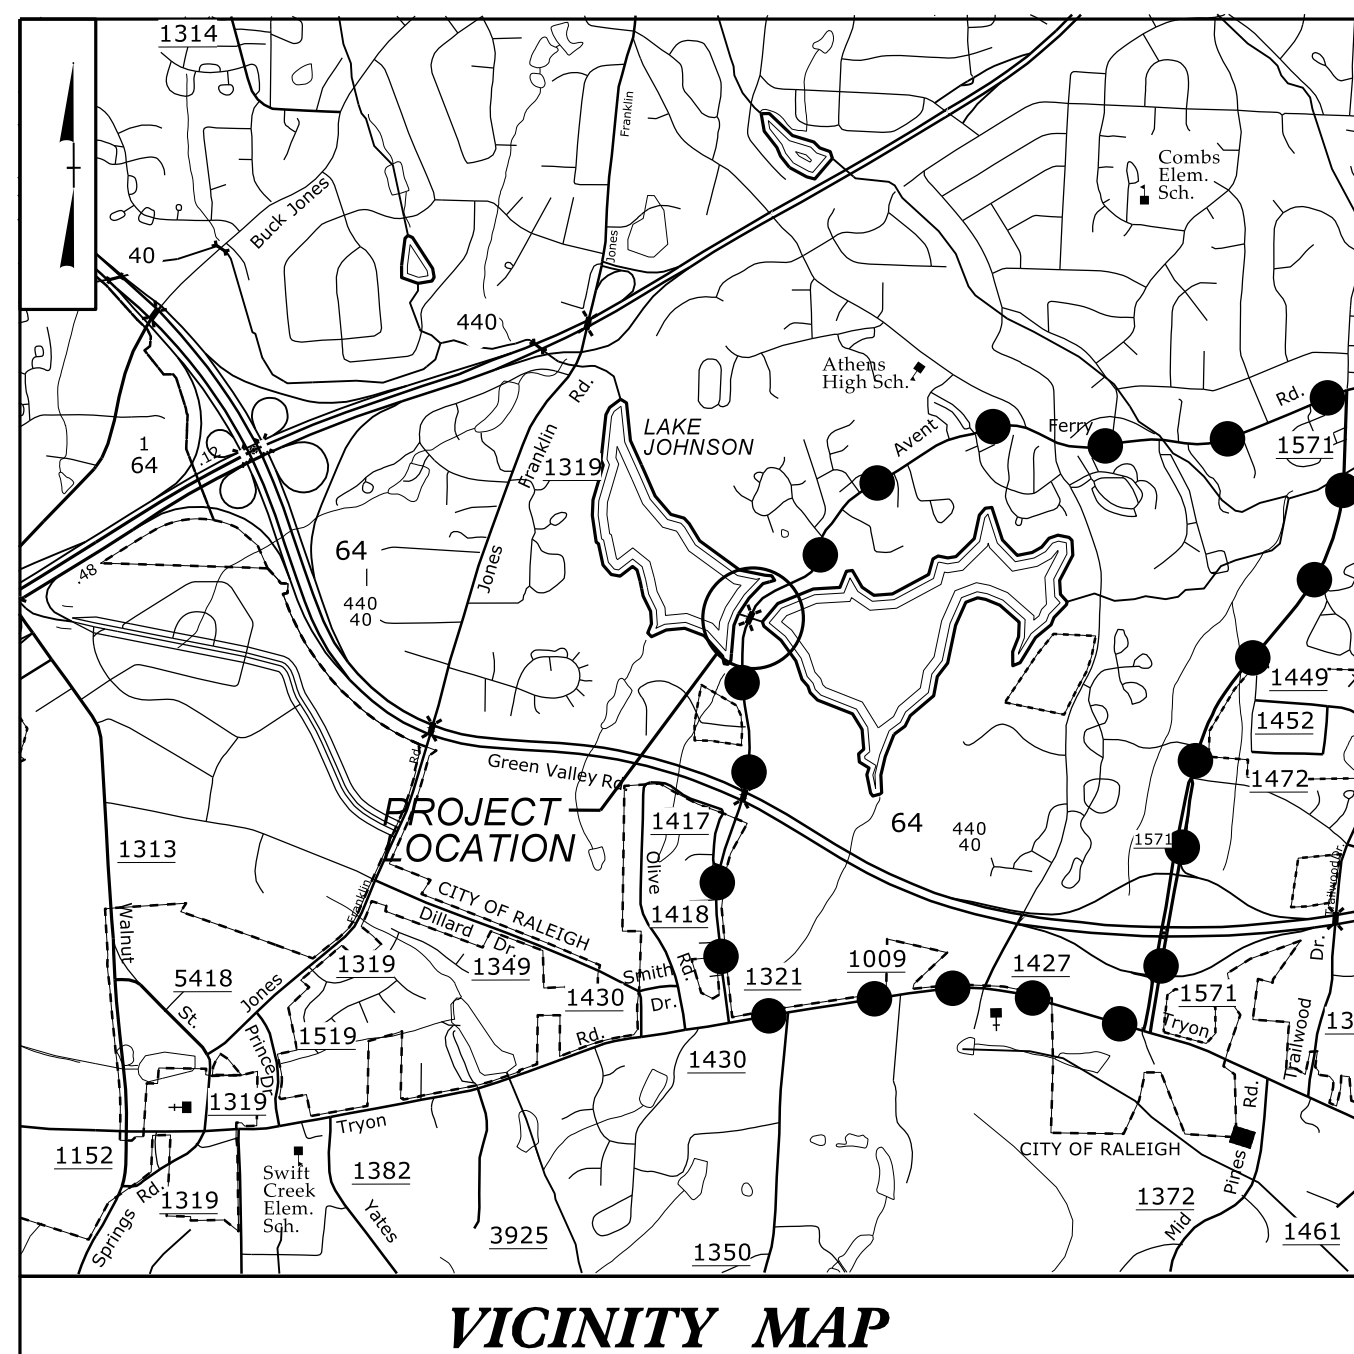 1314
Franklin
Combs
Elem.
Sch.
Buck Jones
Jones
40
440
Athens
High Sch.
Rd.
Rd.
LAKE
JOHNSON
Avent
Ferry
1571
1
64
.12
Franklin
1319
.48
64
440
40
Jones
1449
1452
1472
Rd.
Green Valley Rd.
PROJECT
LOCATION
1417
64
440
40
1571
1313
Olive
Trailwood Dr.
Franklin
CITY OF RALEIGH
Dillard
Dr.
Walnut
1418
Rd.
1319
1349
Smith
Dr.
1321
1009
1427
Dr.
5418
St.
Jones
1430
1571
Tryon
Trailwood
13
Prince
Dr.
1519
Rd.
1430
1319
Rd.
Tryon
1152
Swift
Creek
Elem.
Sch.
1382
CITY OF RALEIGH
Pines
Rd.
1319
Springs
Yates
1372
Mid
3925
1350
1461
VICINITY MAP